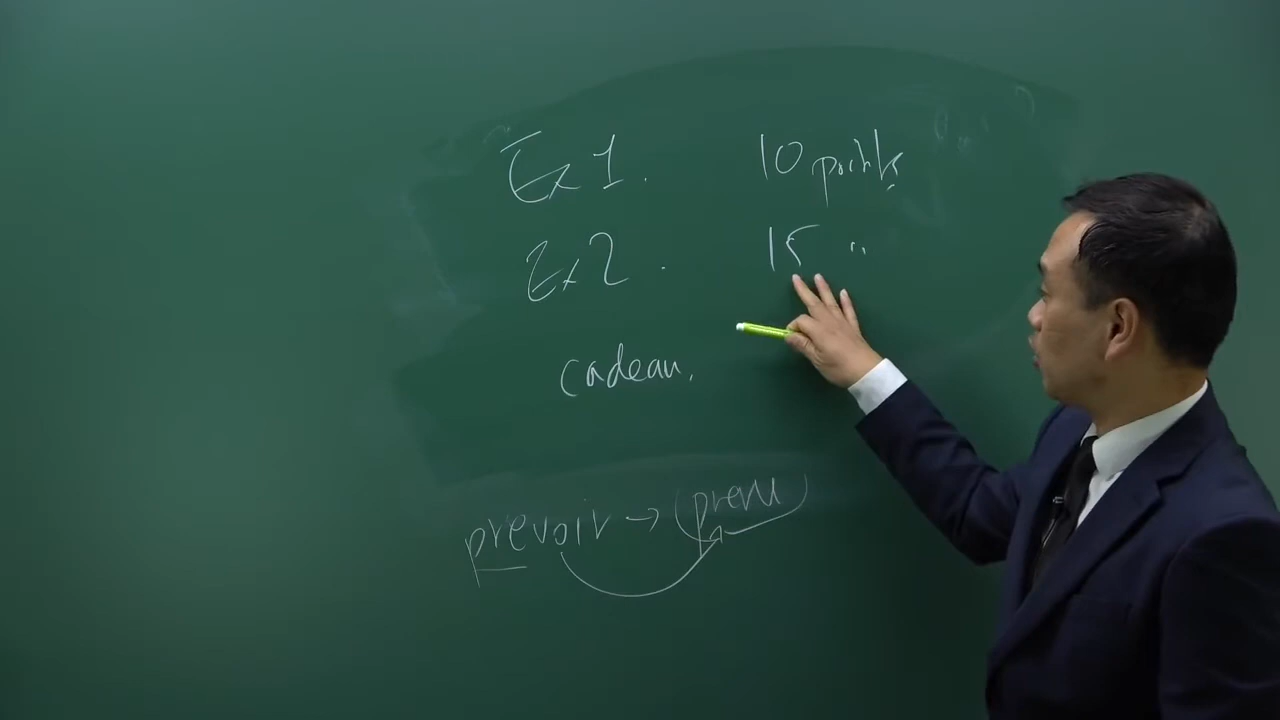 Ex 1. 10 points
Ex 2. 15 "
cadeau.
prevoir → (prevu)